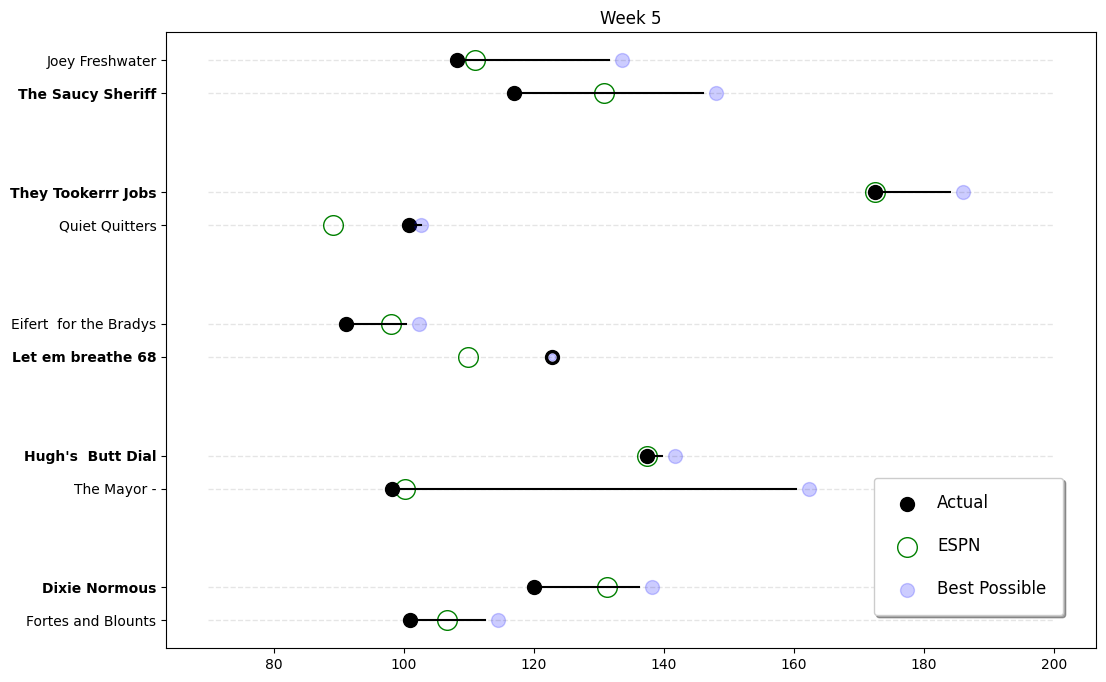 Week 5
Joey Freshwater
The Saucy Sheriff
They Tookerrr Jobs
Quiet Quitters
Eifert  for the Bradys
Let em breathe 68
Hugh's  Butt Dial
The Mayor -
Dixie Normous
Fortes and Blounts
Actual
ESPN
Best Possible
80 100 120 140 160 180 200